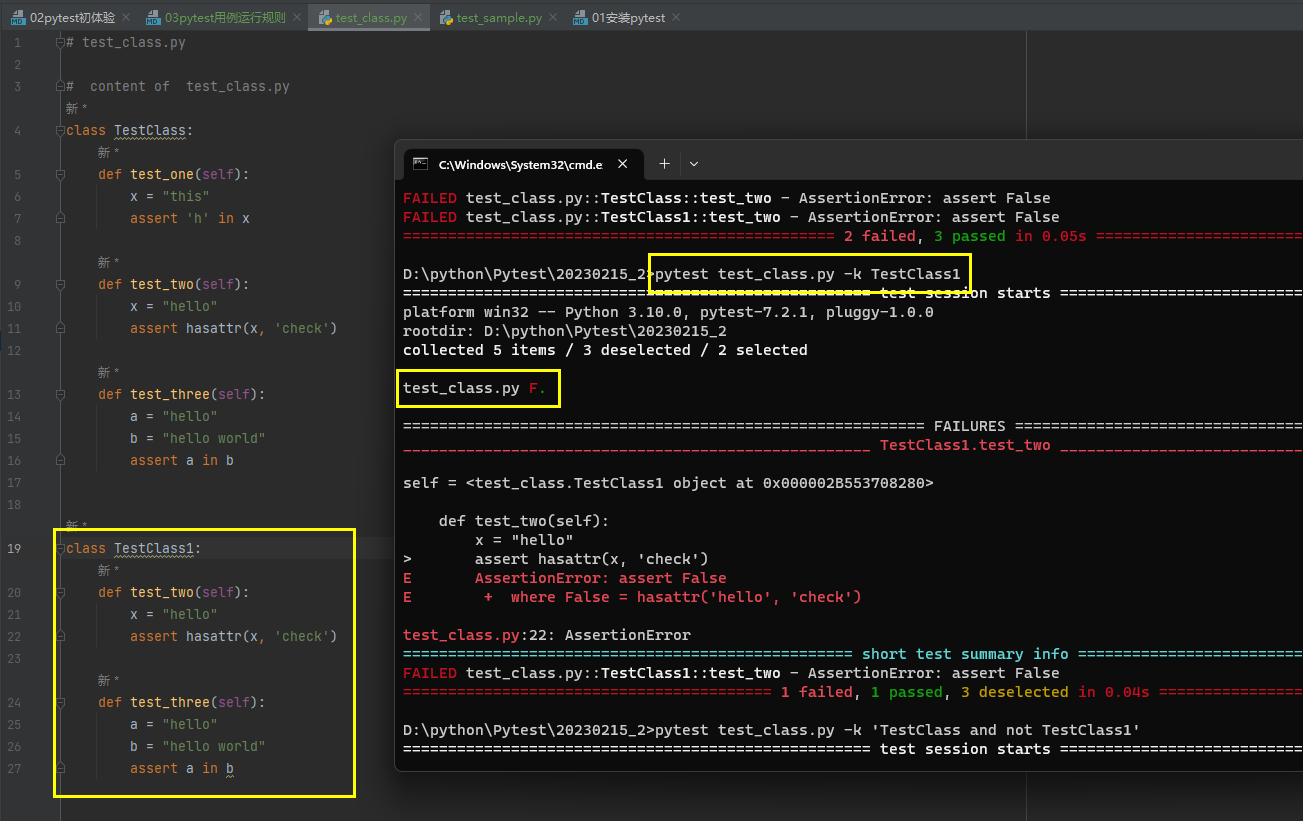 02pytest初体验
03pytest用例运行规则
test_class.py
test_sample.py
01安装pytest
1 # test_class.py
2
3 #  content of  test_class.py
新 *
4 class TestClass:
新 *
5     def test_one(self):
6         x = "this"
7         assert 'h' in x
8
新 *
9     def test_two(self):
10         x = "hello"
11         assert hasattr(x, 'check')
12
新 *
13     def test_three(self):
14         a = "hello"
15         b = "hello world"
16         assert a in b
17
18
新 *
19 class TestClass1:
新 *
20     def test_two(self):
21         x = "hello"
22         assert hasattr(x, 'check')
23
新 *
24     def test_three(self):
25         a = "hello"
26         b = "hello world"
27         assert a in b
C:\Windows\System32\cmd.e
FAILED test_class.py::TestClass::test_two - AssertionError: assert False
FAILED test_class.py::TestClass1::test_two - AssertionError: assert False
================================================ 2 failed, 3 passed in 0.05s =======================
D:\python\Pytest\20230215_2>pytest test_class.py -k TestClass1
==================================================== test session starts ===========================
platform win32 -- Python 3.10.0, pytest-7.2.1, pluggy-1.0.0
rootdir: D:\python\Pytest\20230215_2
collected 5 items / 3 deselected / 2 selected
test_class.py F.
========================================================== FAILURES ================================
____________________________________________________ TestClass1.test_two ___________________________
self = <test_class.TestClass1 object at 0x000002B553708280>
    def test_two(self):
        x = "hello"
>       assert hasattr(x, 'check')
E       AssertionError: assert False
E        +  where False = hasattr('hello', 'check')
test_class.py:22: AssertionError
================================================== short test summary info =========================
FAILED test_class.py::TestClass1::test_two - AssertionError: assert False
========================================= 1 failed, 1 passed, 3 deselected in 0.04s ================
D:\python\Pytest\20230215_2>pytest test_class.py -k 'TestClass and not TestClass1'
==================================================== test session starts ===========================